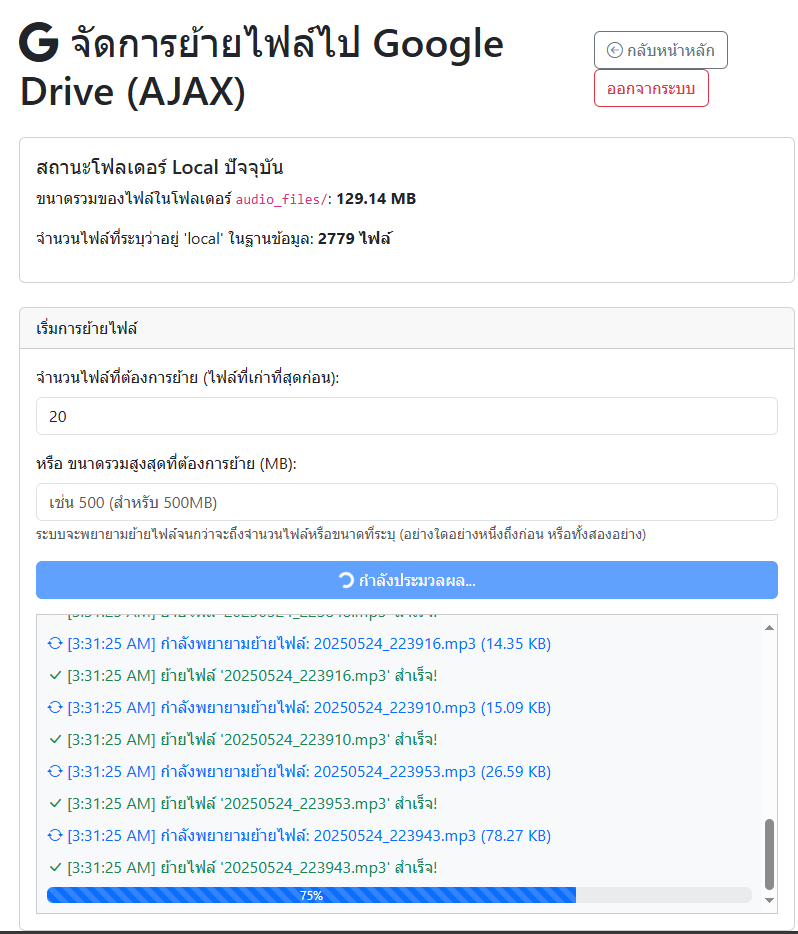 จัดการย้ายไฟล์ไป Google
Drive (AJAX)
กลับหน้าหลัก
ออกจากระบบ
สถานะโฟลเดอร์ Local ปัจจุบัน
ขนาดรวมของไฟล์ในโฟลเดอร์ audio_files/: 129.14 MB
จำนวนไฟล์ที่ระบุว่าอยู่ 'local' ในฐานข้อมูล: 2779 ไฟล์
เริ่มการย้ายไฟล์
จำนวนไฟล์ที่ต้องการย้าย (ไฟล์ที่เก่าที่สุดก่อน):
20
หรือ ขนาดรวมสูงสุดที่ต้องการย้าย (MB):
เช่น 500 (สำหรับ 500MB)
ระบบจะพยายามย้ายไฟล์จนกว่าจะถึงจำนวนไฟล์หรือขนาดที่ระบุ (อย่างใดอย่างหนึ่งถึงก่อน หรือทั้งสองอย่าง)
กำลังประมวลผล...
[3:31:25 AM] กำลังพยายามย้ายไฟล์: 20250524_223916.mp3 (14.35 KB)
[3:31:25 AM] ย้ายไฟล์ '20250524_223916.mp3' สำเร็จ!
[3:31:25 AM] กำลังพยายามย้ายไฟล์: 20250524_223910.mp3 (15.09 KB)
[3:31:25 AM] ย้ายไฟล์ '20250524_223910.mp3' สำเร็จ!
[3:31:25 AM] กำลังพยายามย้ายไฟล์: 20250524_223953.mp3 (26.59 KB)
[3:31:25 AM] ย้ายไฟล์ '20250524_223953.mp3' สำเร็จ!
[3:31:25 AM] กำลังพยายามย้ายไฟล์: 20250524_223943.mp3 (78.27 KB)
[3:31:25 AM] ย้ายไฟล์ '20250524_223943.mp3' สำเร็จ!
75%